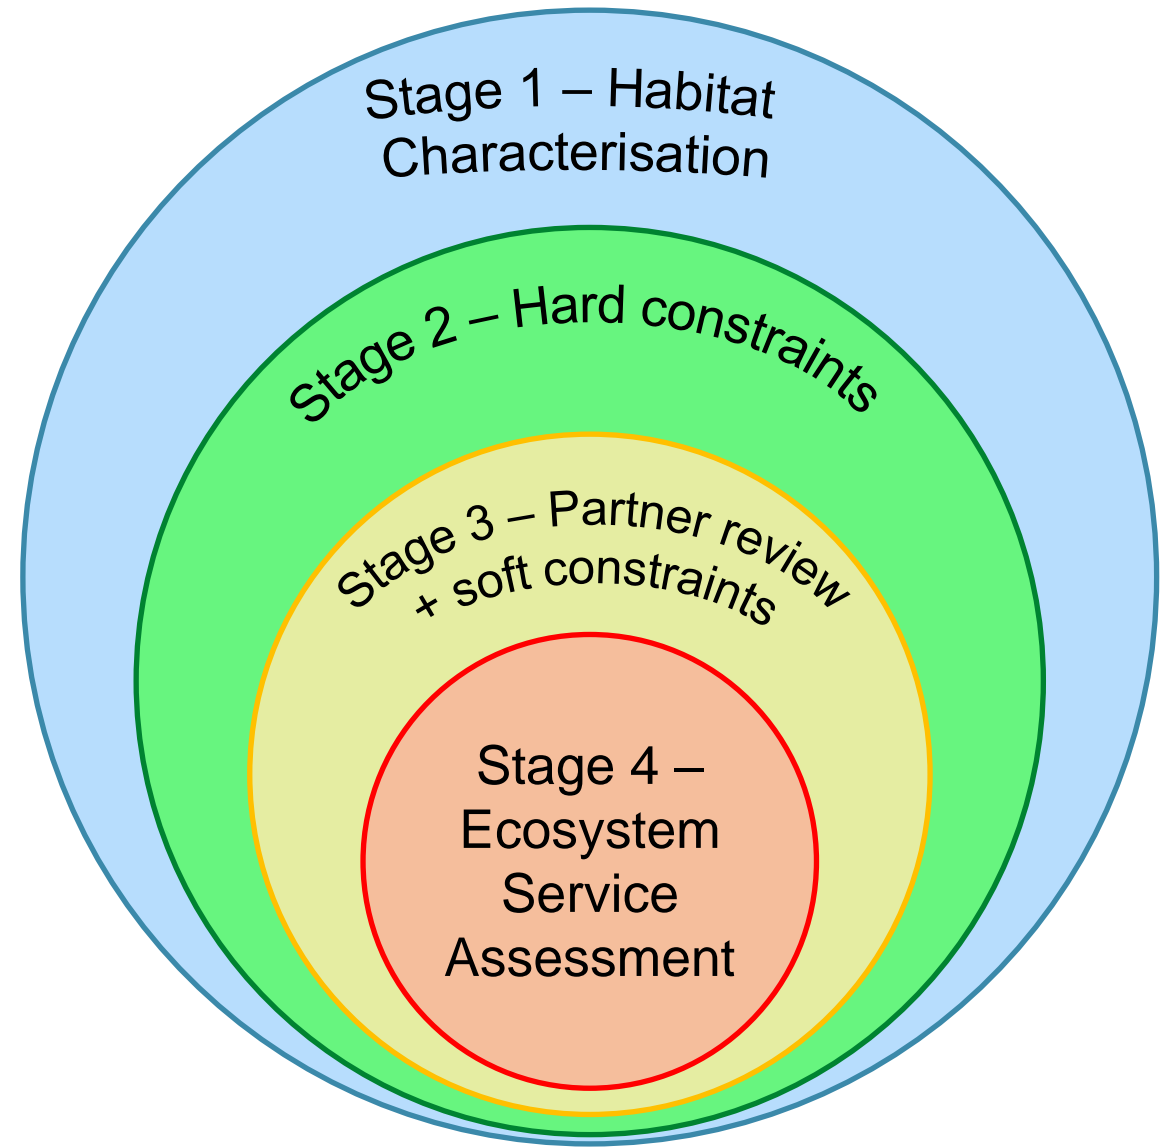 Stage 1 – Habitat
Characterisation
Stage 2 – Hard constraints
Stage 3 – Partner review
+ soft constraints
Stage 4 –
Ecosystem
Service
Assessment